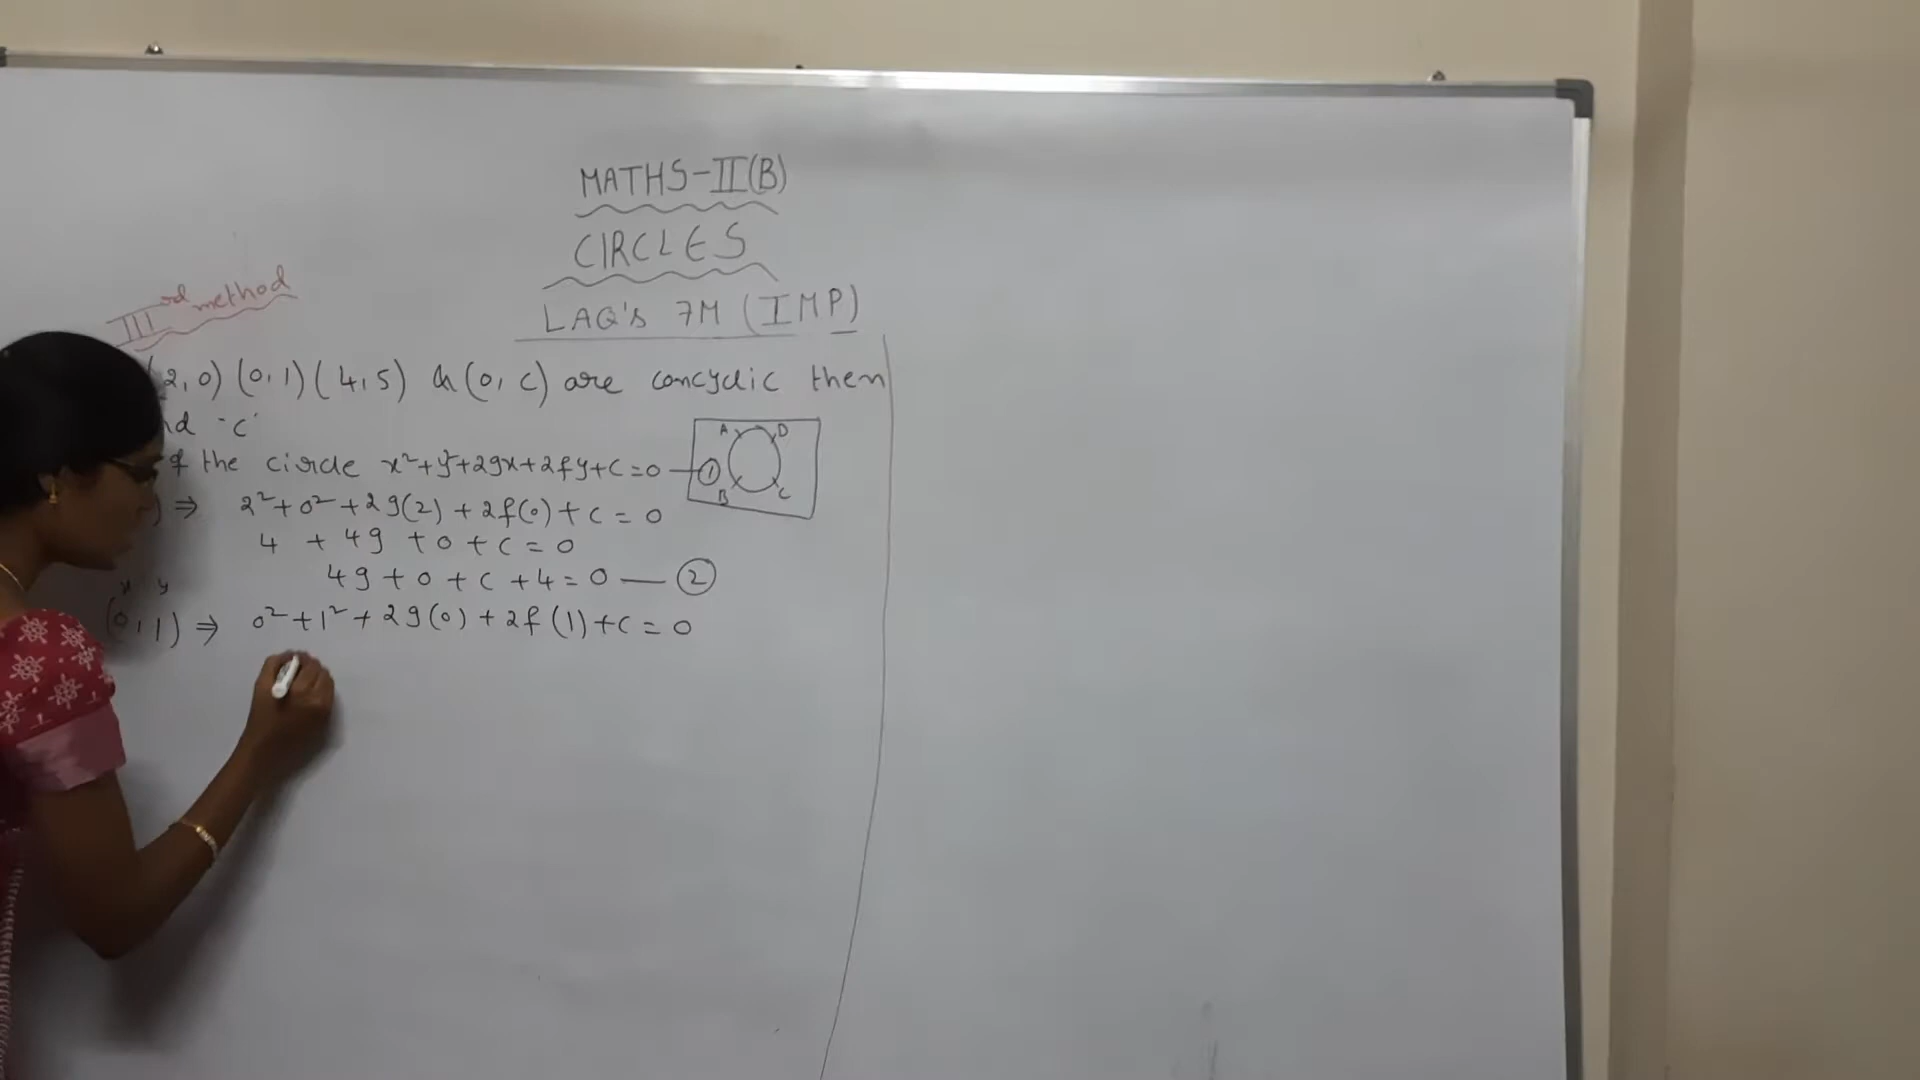 MATHS-II(B)
CIRCLES
LAQ's 7M (IMP)
III rd method
(2,0) (0,1) (4,5) & (0, c) are concyclic then
nd 'c'
A D
of the circle x²+y²+2gx+2fy+c=0 — ①
B C
) ⇒ 2²+0²+2g(2)+2f(0)+c=0
4 + 4g + 0 + c = 0
4g + 0 + c + 4 = 0 — ②
x y
(0,1) ⇒ 0²+1²+2g(0)+2f(1)+c=0